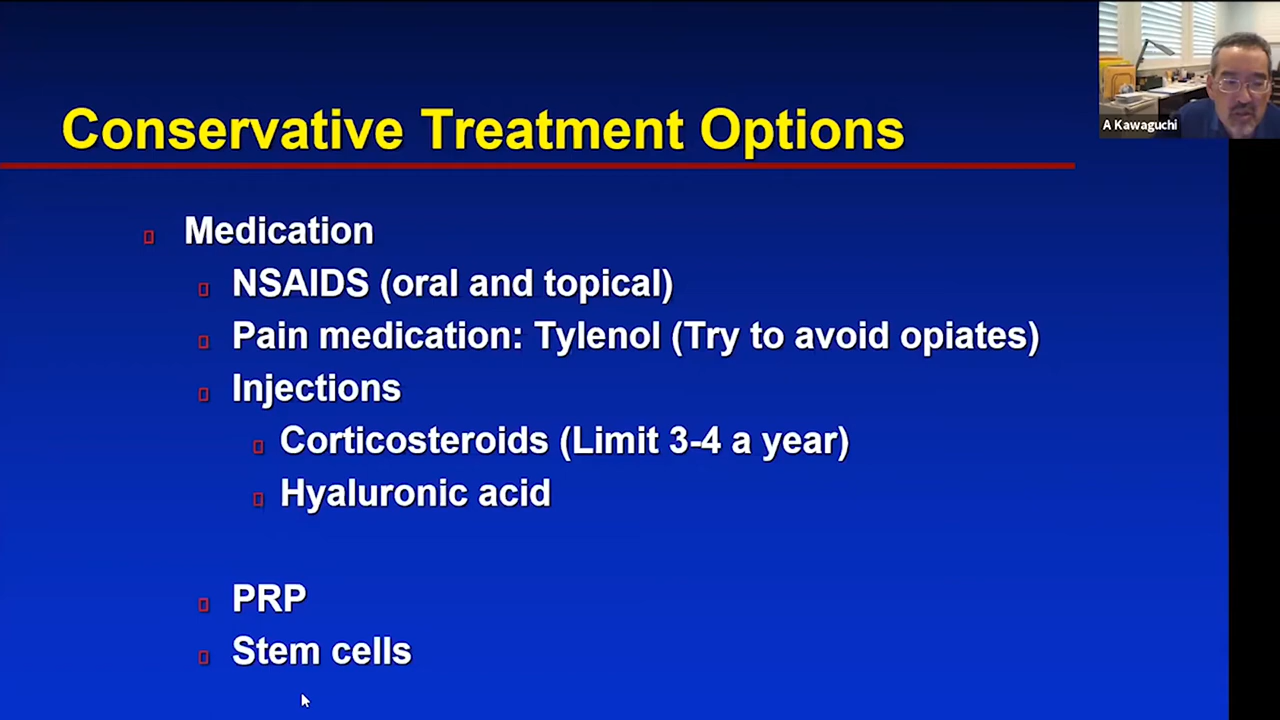 Conservative Treatment Options
A Kawaguchi
Medication
NSAIDS (oral and topical)
Pain medication: Tylenol (Try to avoid opiates)
Injections
Corticosteroids (Limit 3-4 a year)
Hyaluronic acid
PRP
Stem cells